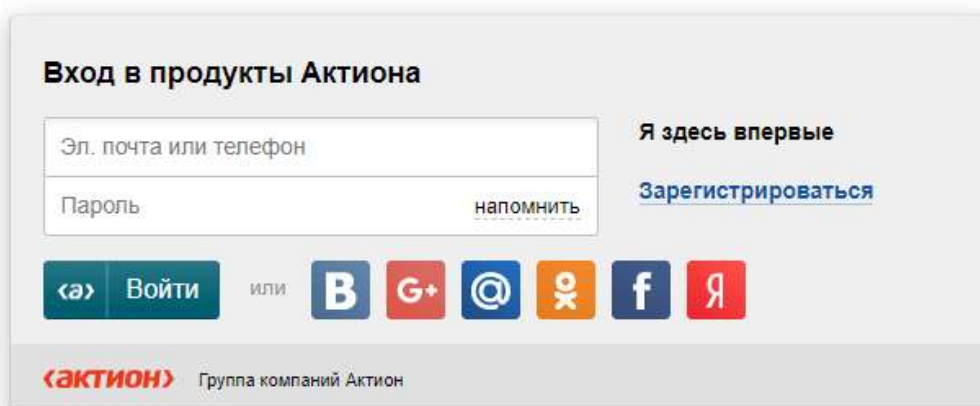 Вход в продукты Актиона
Эл. почта или телефон
Пароль
напомнить
Я здесь впервые
Зарегистрироваться
‹a› Войти
или
B
G+
@
f
Я
‹актион› Группа компаний Актион